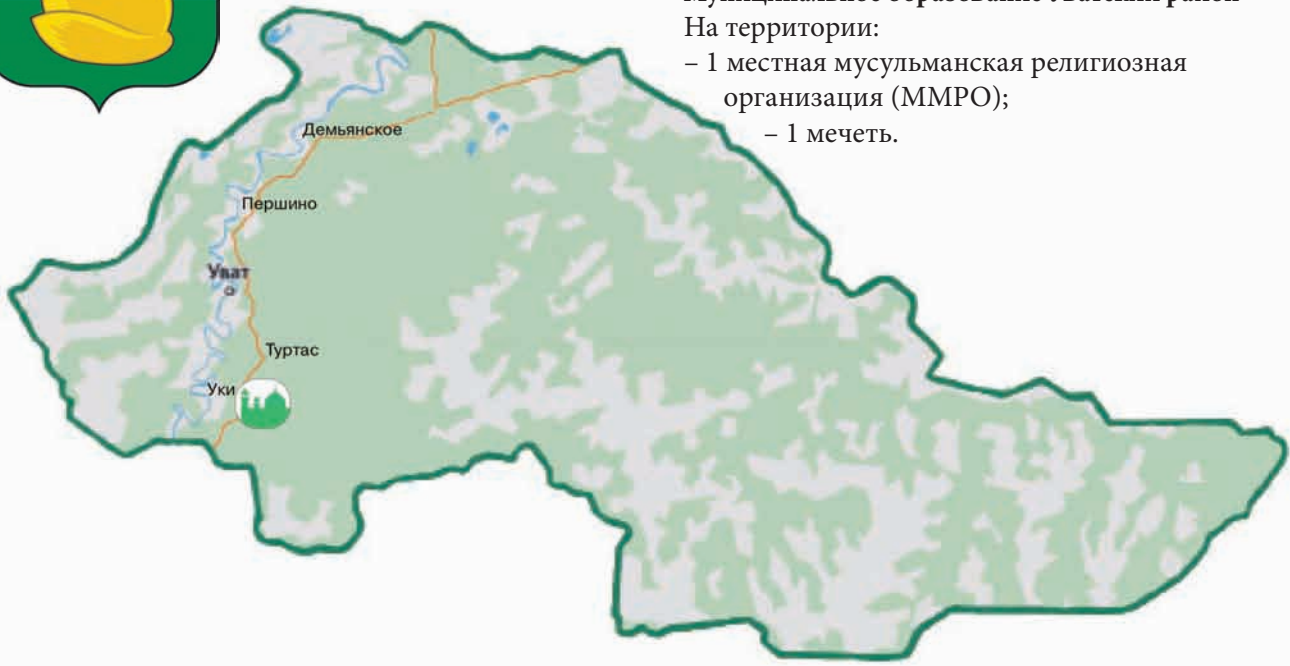 На территории:
– 1 местная мусульманская религиозная
организация (ММРО);
– 1 мечеть.
Демьянское
Першино
Уват
Туртас
Уки